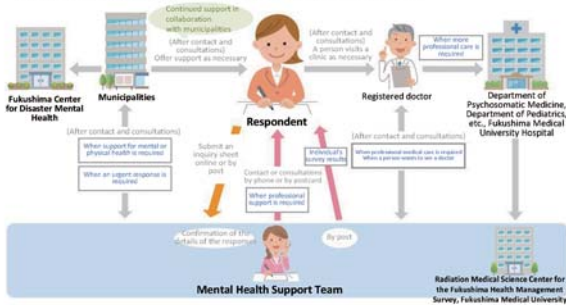 Continued support in
collaboration
with municipalities
(After contact and
consultations)
Offer support as necessary
(After contact and
consultations)
A person visits a
clinic as necessary
When more
professional care is
required
Fukushima Center
for Disaster Mental
Health
Municipalities
Respondent
Registered doctor
Department of
Psychosomatic Medicine,
Department of Pediatrics,
etc., Fukushima Medical
University Hospital
(After contact and consultations)
When support for mental or
physical health is required
When an urgent response is
required
Submit an
inquiry sheet
online or by
post
Contact or consultations
by phone or by postcard
When professional
support is required
Individual's
survey results
(After contact and consultations)
When professional medical care is required
When a person wants to see a doctor
Confirmation of the
details of the responses
By post
Mental Health Support Team
Radiation Medical Science Center for
the Fukushima Health Management
Survey, Fukushima Medical University